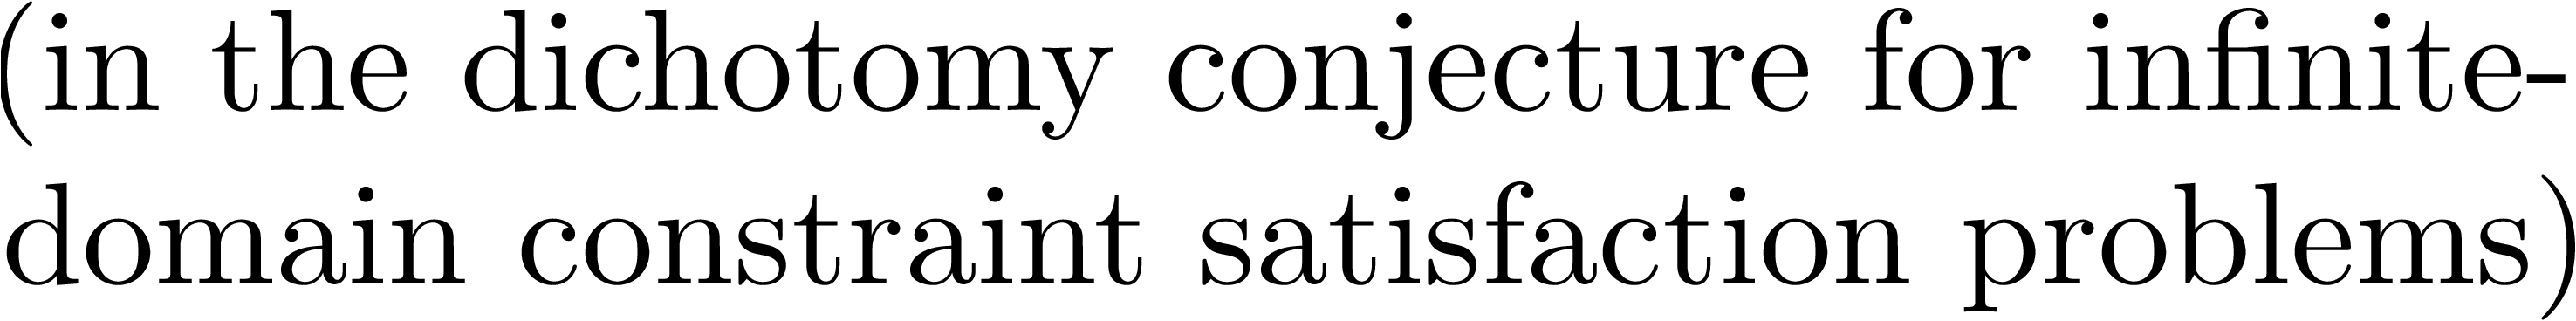 (in the dichotomy conjecture for infinite-
domain constraint satisfaction problems)